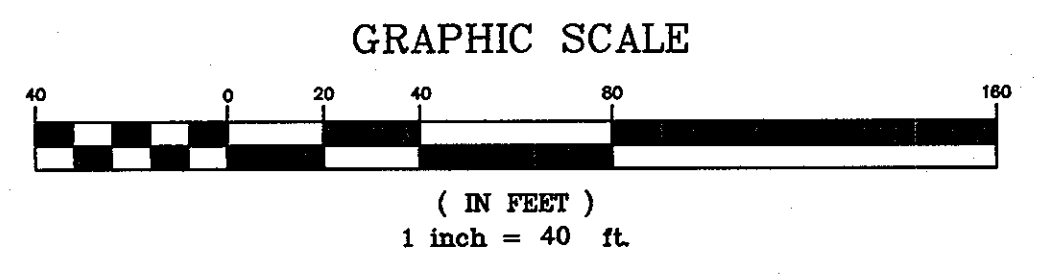 GRAPHIC SCALE
40 0 20 40 80 160
( IN FEET )
1 inch = 40 ft.